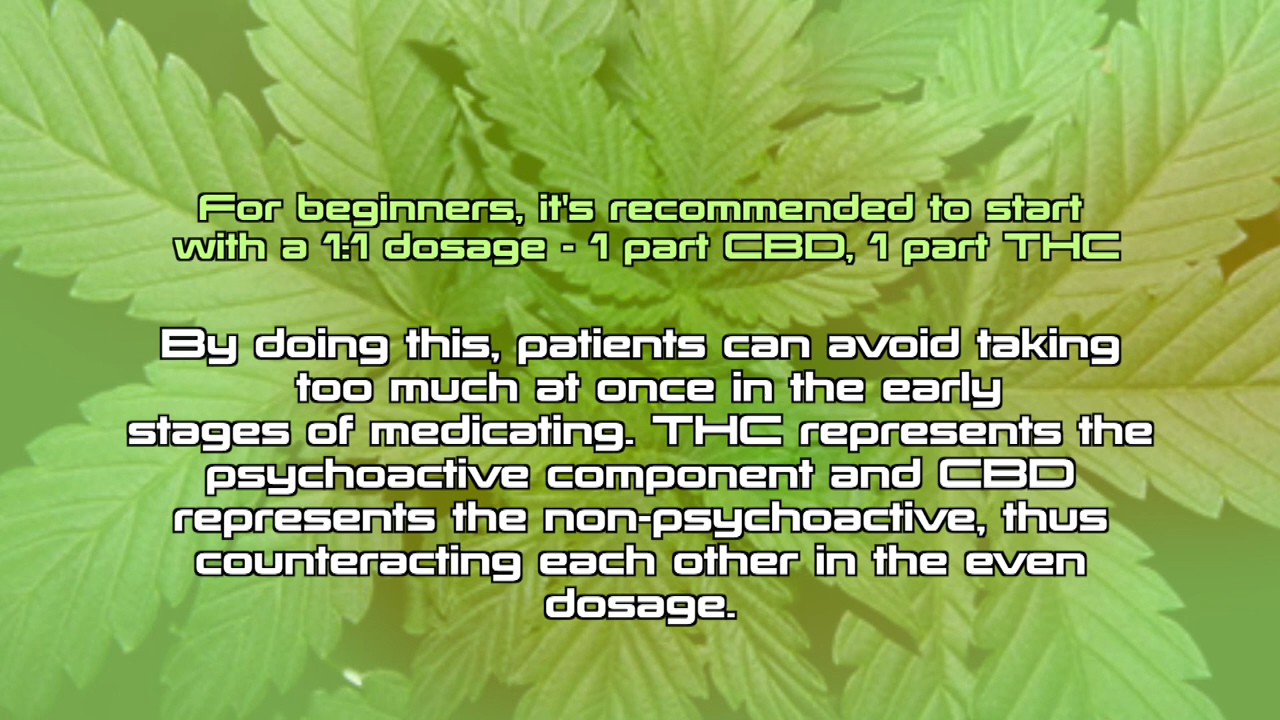 For beginners, it's recommended to start
with a 1:1 dosage - 1 part CBD, 1 part THC
By doing this, patients can avoid taking
too much at once in the early
stages of medicating. THC represents the
psychoactive component and CBD
represents the non-psychoactive, thus
counteracting each other in the even
dosage.